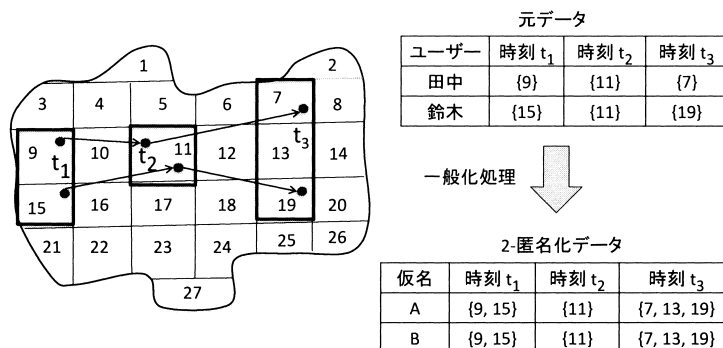 元データ
ユーザー 時刻 t1 時刻 t2 時刻 t3
田中 {9} {11} {7}
鈴木 {15} {11} {19}
一般化処理
2-匿名化データ
仮名 時刻 t1 時刻 t2 時刻 t3
A {9, 15} {11} {7, 13, 19}
B {9, 15} {11} {7, 13, 19}
1 2
3 4 5 6 7 8
t3
9 t1 10 t2 11 12 13 14
15 16 17 18 19 20
21 22 23 24 25 26
27